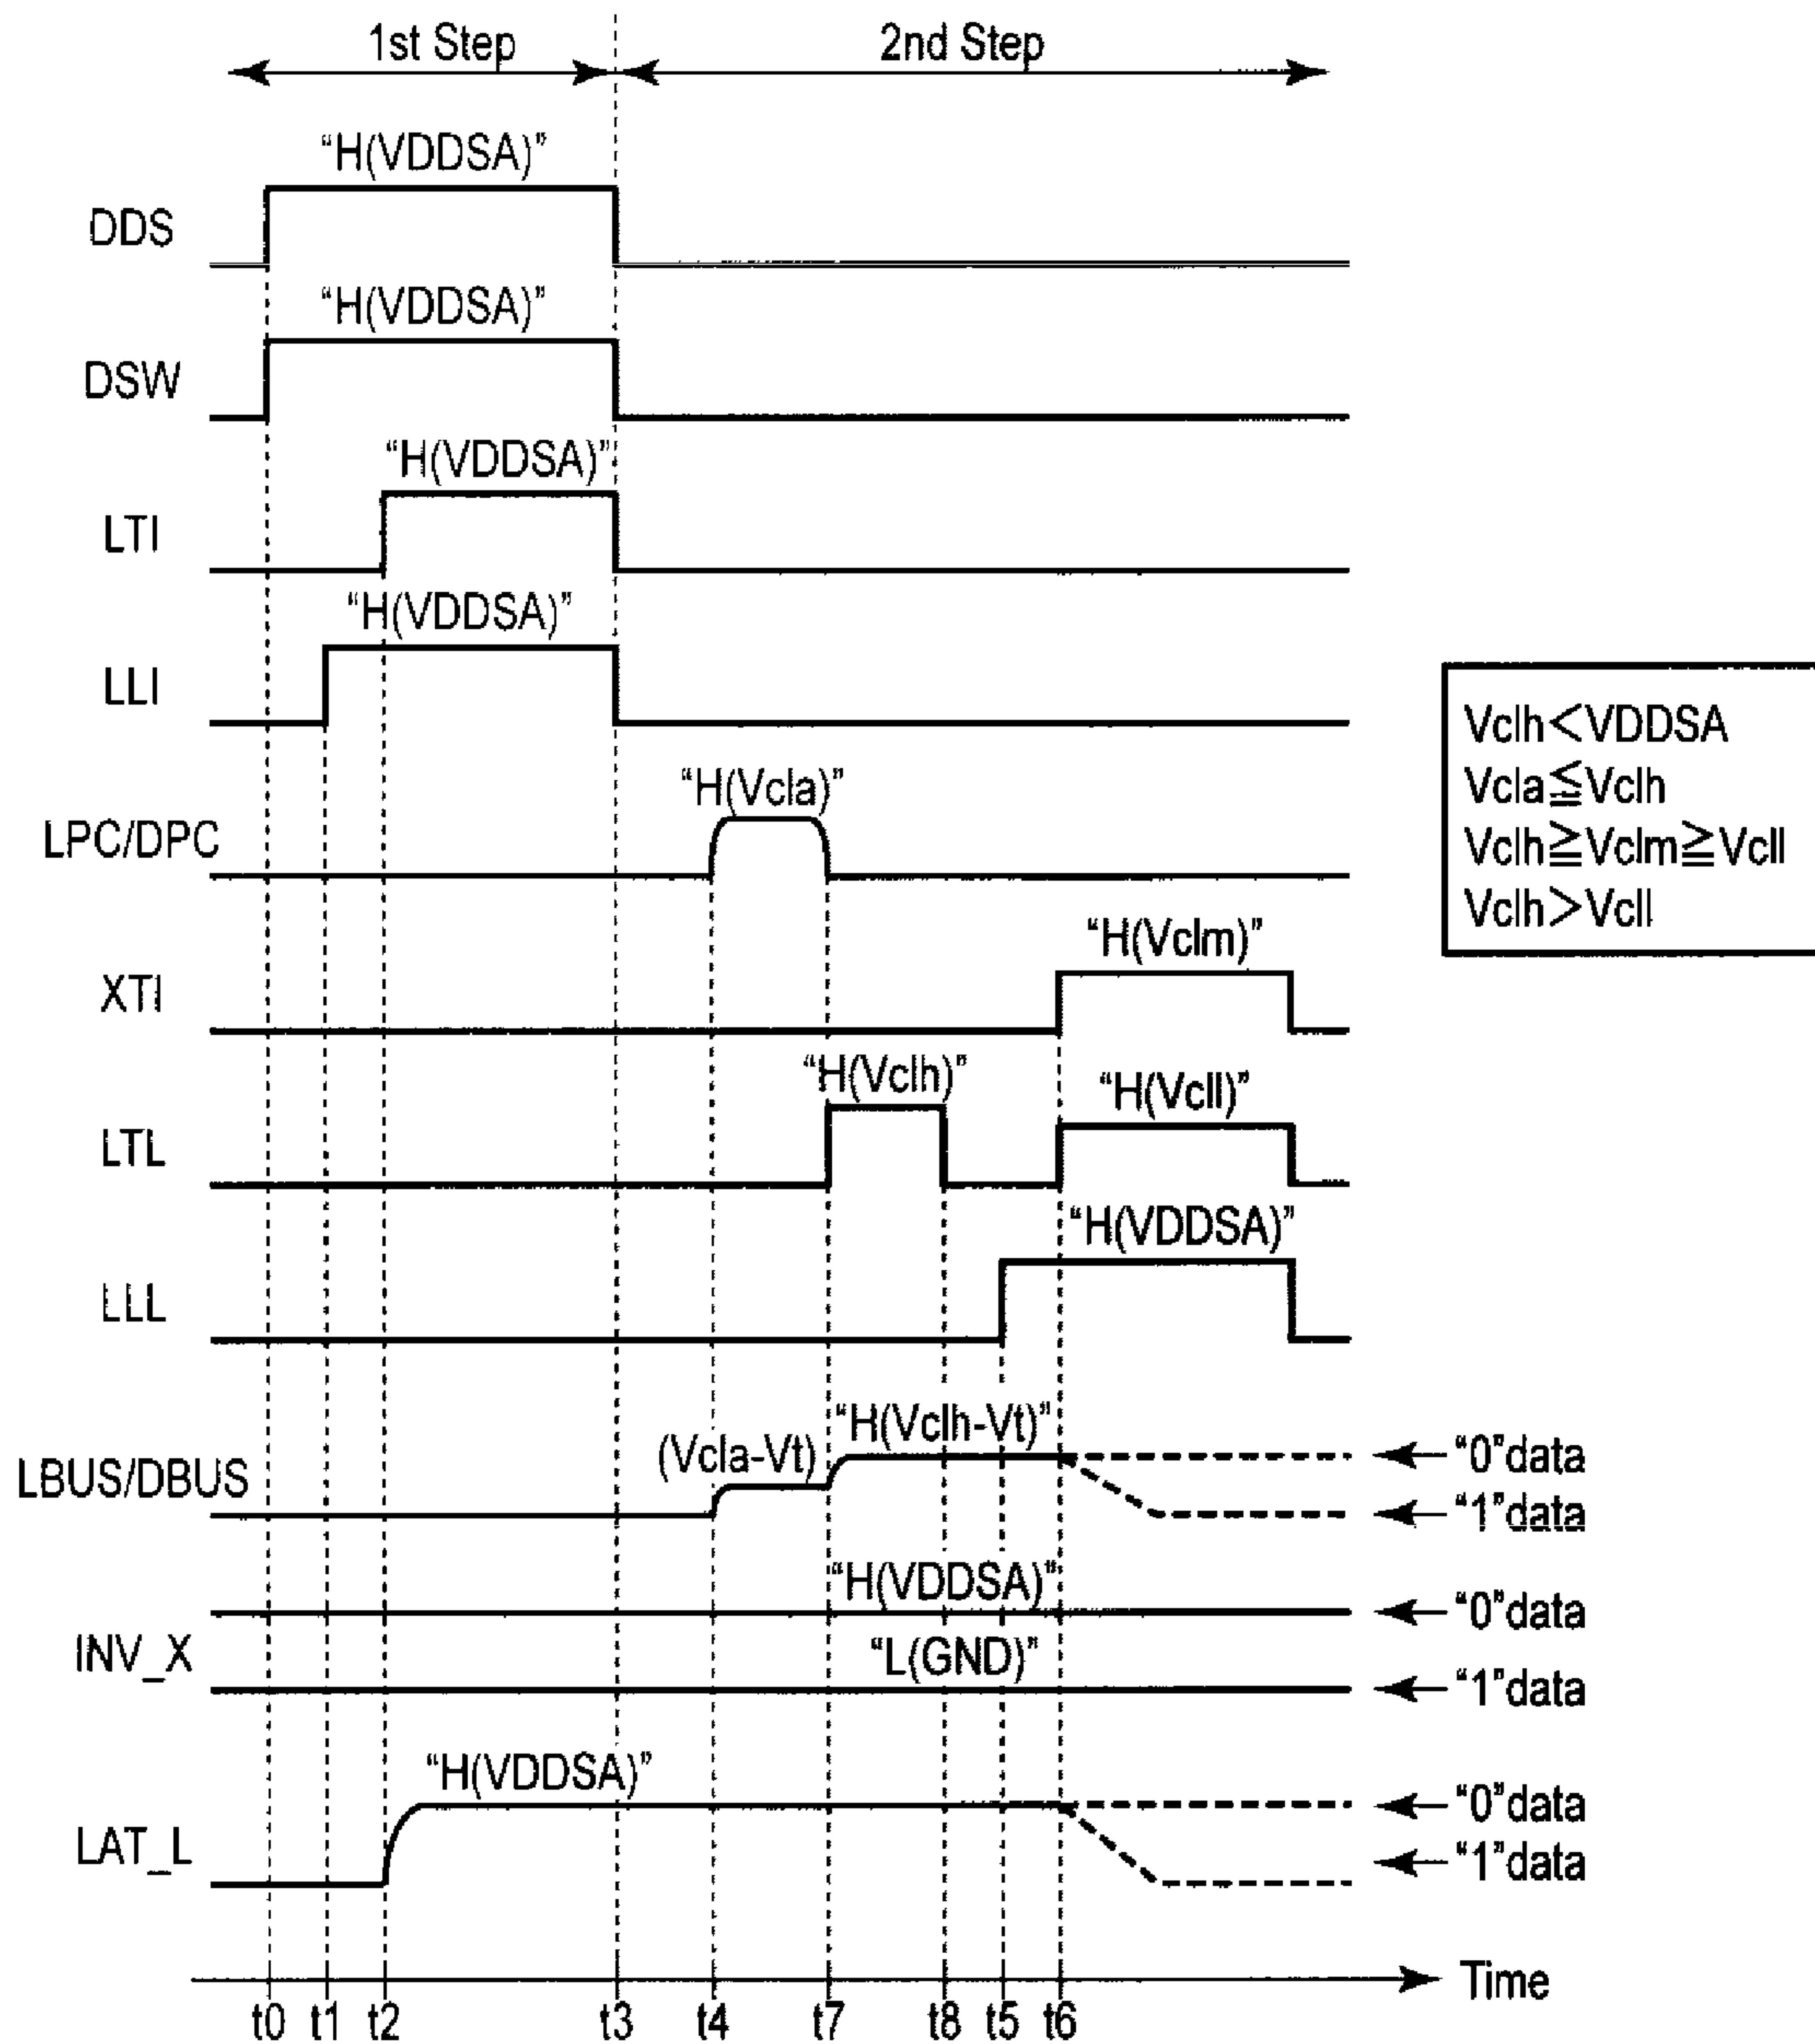 1st Step 2nd Step
“H(VDDSA)”
DDS
“H(VDDSA)”
DSW
“H(VDDSA)”
LTI
“H(VDDSA)”
LLI
Vclh<VDDSA
Vcla≦Vclh
Vclh≧Vclm≧Vcll
Vclh>Vcll
“H(Vcla)”
LPC/DPC
“H(Vclm)”
XTI
“H(Vclh)” “H(Vcll)”
LTL
“H(VDDSA)”
LLL
(Vcla-Vt) “H(Vclh-Vt)”
LBUS/DBUS
“0”data
“1”data
“H(VDDSA)”
“0”data
INV_X
“L(GND)”
“1”data
“H(VDDSA)”
“0”data
LAT_L
“1”data
Time
t0 t1 t2 t3 t4 t7 t8 t5 t6